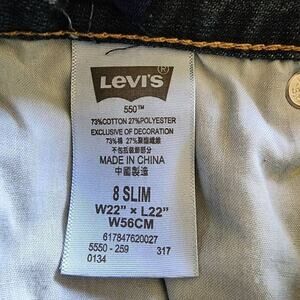 LEVI'S®
550™
73%COTTON 27%POLYESTER
EXCLUSIVE OF DECORATION
73%棉 27%聚酯纖維
不包括裝飾部分
MADE IN CHINA
中國製造
8 SLIM
W22" × L22"
W56CM
617847620027
5550 - 259 317
0134